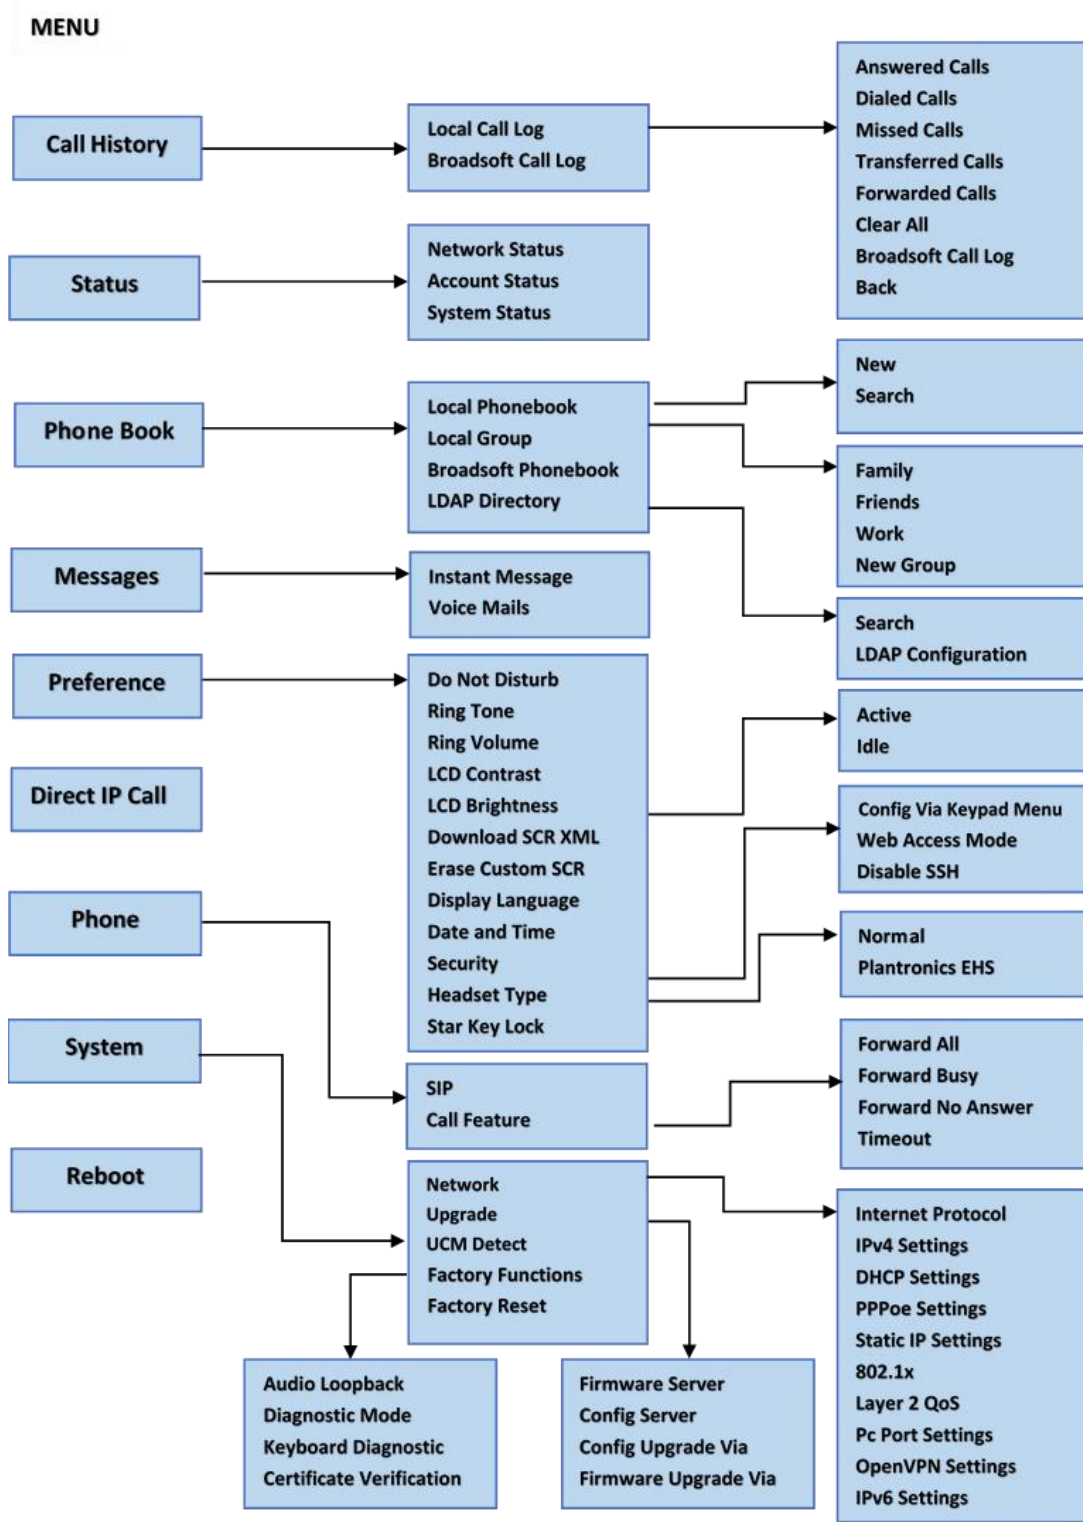 MENU
Call History
Local Call Log
Broadsoft Call Log
Answered Calls
Dialed Calls
Missed Calls
Transferred Calls
Forwarded Calls
Clear All
Broadsoft Call Log
Back
Status
Network Status
Account Status
System Status
Phone Book
Local Phonebook
Local Group
Broadsoft Phonebook
LDAP Directory
New
Search
Family
Friends
Work
New Group
Search
LDAP Configuration
Messages
Instant Message
Voice Mails
Preference
Do Not Disturb
Ring Tone
Ring Volume
LCD Contrast
LCD Brightness
Download SCR XML
Erase Custom SCR
Display Language
Date and Time
Security
Headset Type
Star Key Lock
Active
Idle
Config Via Keypad Menu
Web Access Mode
Disable SSH
Normal
Plantronics EHS
Direct IP Call
Phone
SIP
Call Feature
Forward All
Forward Busy
Forward No Answer
Timeout
System
Network
Upgrade
UCM Detect
Factory Functions
Factory Reset
Internet Protocol
IPv4 Settings
DHCP Settings
PPPoe Settings
Static IP Settings
802.1x
Layer 2 QoS
Pc Port Settings
OpenVPN Settings
IPv6 Settings
Reboot
Audio Loopback
Diagnostic Mode
Keyboard Diagnostic
Certificate Verification
Firmware Server
Config Server
Config Upgrade Via
Firmware Upgrade Via